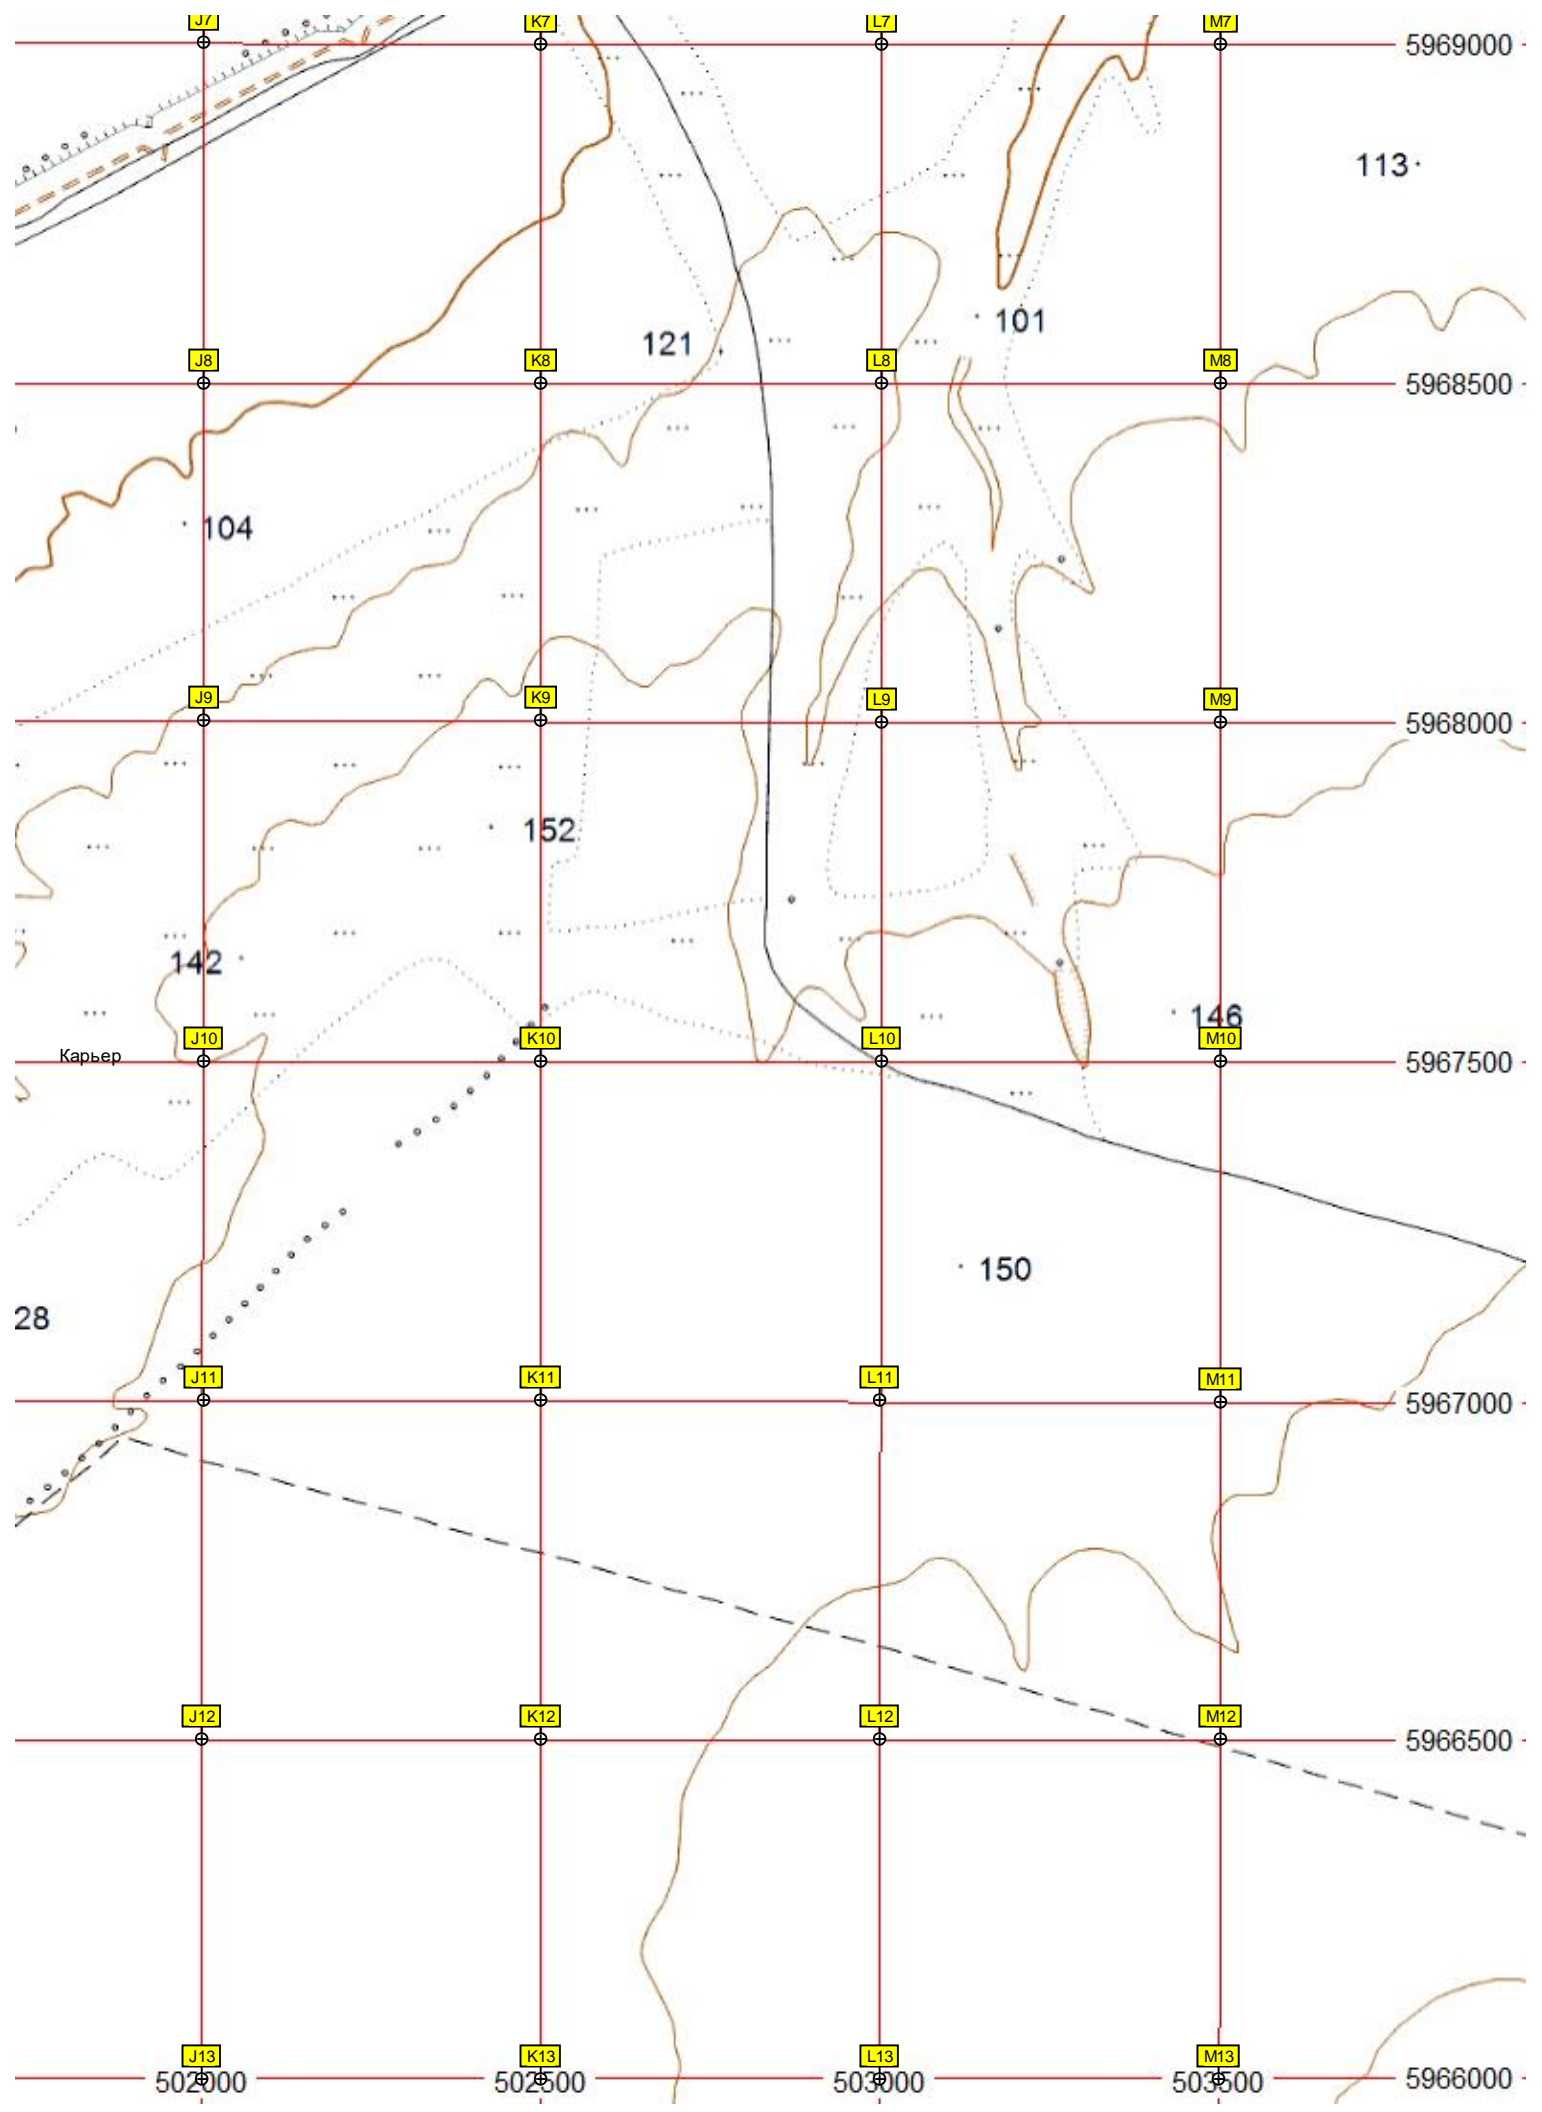 J7 K7 L7 M7
5969000
113
121
101
J8 K8 L8 M8
5968500
104
J9 K9 L9 M9
5968000
152
142
146
J10 K10 L10 M10
Карьер
5967500
150
28
J11 K11 L11 M11
5967000
J12 K12 L12 M12
5966500
J13 K13 L13 M13
502000 502500 503000 503500 5966000